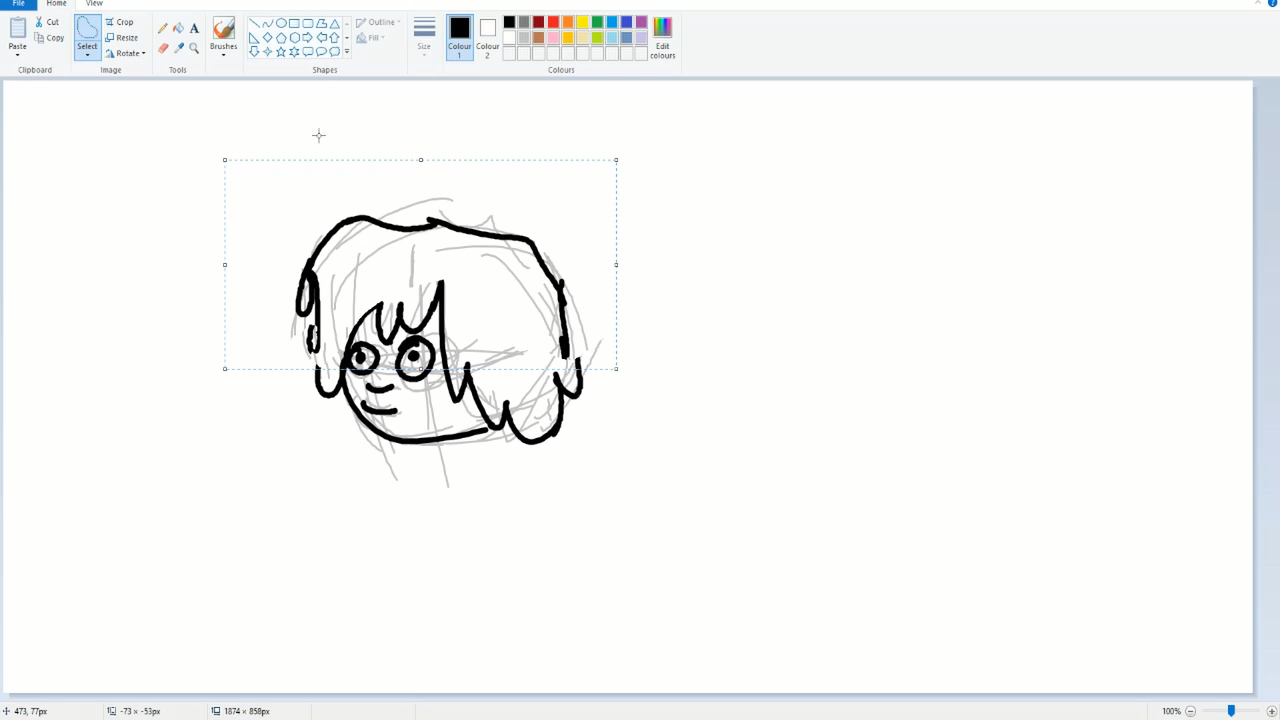 File Home View
Paste
Cut
Copy
Clipboard
Select
Crop
Resize
Rotate
Image
A
Tools
Brushes
Outline
Fill
Shapes
Size
Colour
1
Colour
2
Edit
colours
Colours
473, 77px
-73 × -53px
1874 × 858px
100%